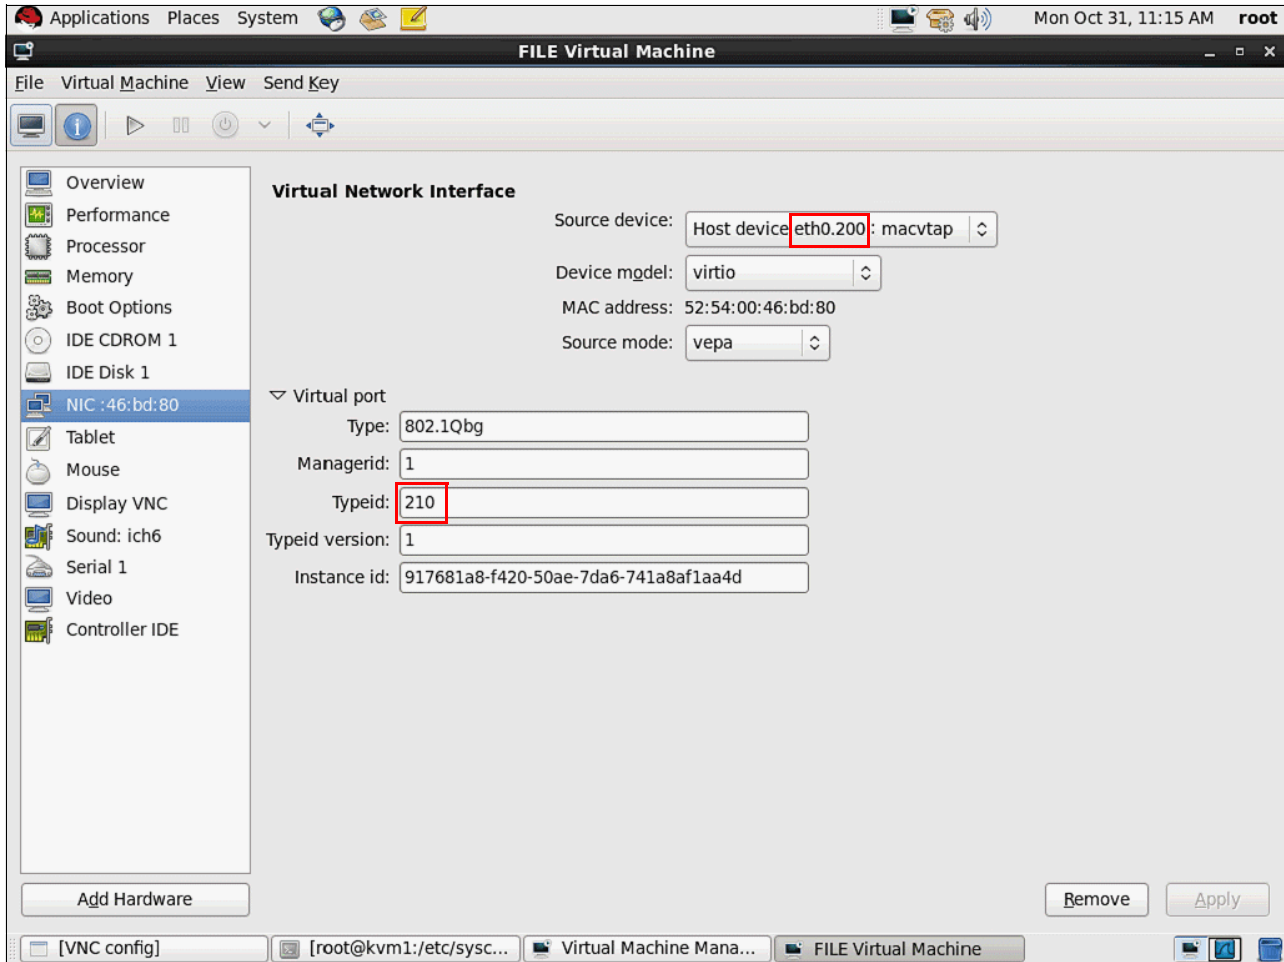 Applications Places System Mon Oct 31, 11:15 AM root
FILE Virtual Machine
File Virtual Machine View Send Key
Overview
Performance
Processor
Memory
Boot Options
IDE CDROM 1
IDE Disk 1
NIC :46:bd:80
Tablet
Mouse
Display VNC
Sound: ich6
Serial 1
Video
Controller IDE
Add Hardware
Virtual Network Interface
Source device: Host device eth0.200 : macvtap
Device model: virtio
MAC address: 52:54:00:46:bd:80
Source mode: vepa
Virtual port
Type: 802.1Qbg
Managerid: 1
Typeid: 210
Typeid version: 1
Instance id: 917681a8-f420-50ae-7da6-741a8af1aa4d
Remove Apply
[VNC config] [root@kvm1:/etc/sysc... Virtual Machine Mana... FILE Virtual Machine